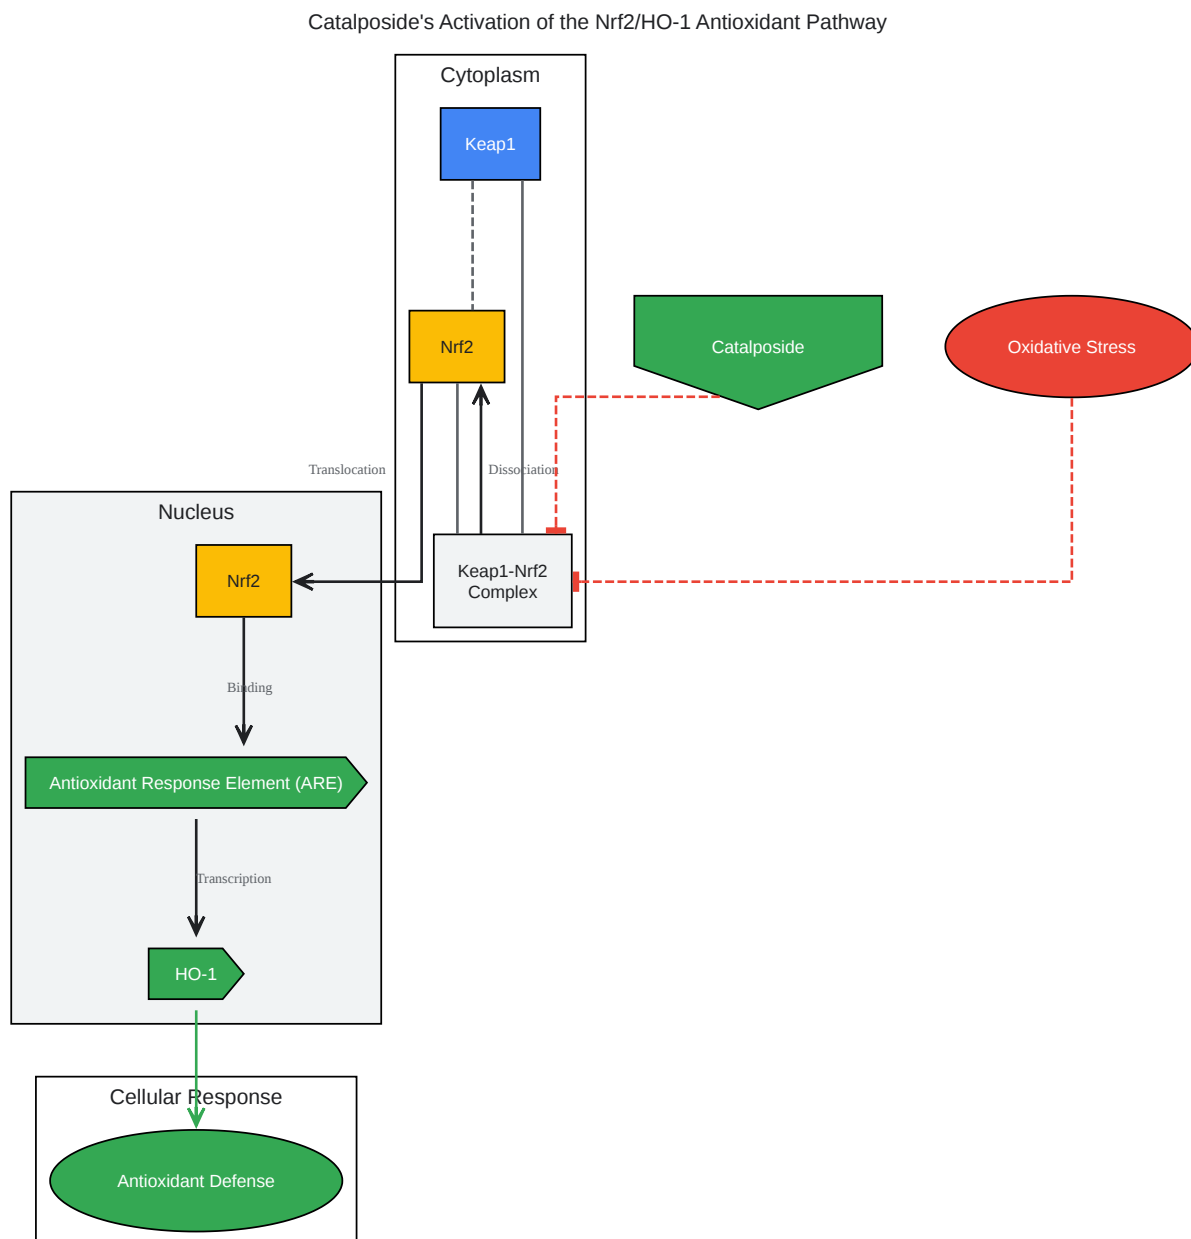 Catalposide's Activation of the Nrf2/HO-1 Antioxidant Pathway
Cytoplasm
Keap1
Nrf2
Catalposide
Oxidative Stress
Translocation
Dissociation
Nucleus
Nrf2
Keap1-Nrf2
Complex
Binding
Antioxidant Response Element (ARE)
Transcription
HO-1
Cellular Response
Antioxidant Defense